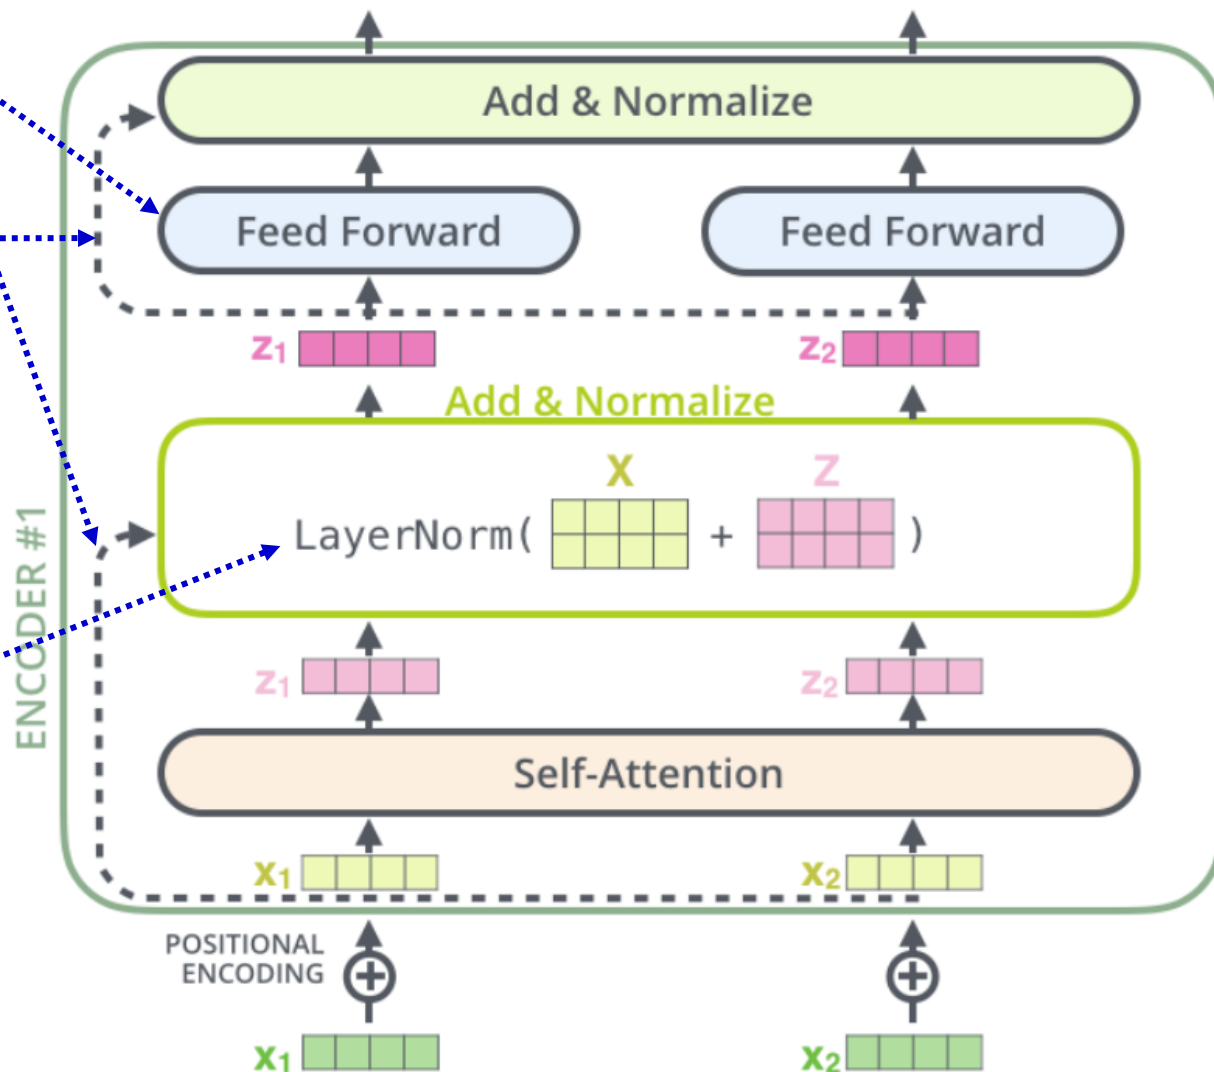 Add & Normalize
Feed Forward Feed Forward
z1 z2
Add & Normalize
X Z
LayerNorm( + )
z1 z2
Self-Attention
x1 x2
ENCODER #1
POSITIONAL
ENCODING
x1 x2